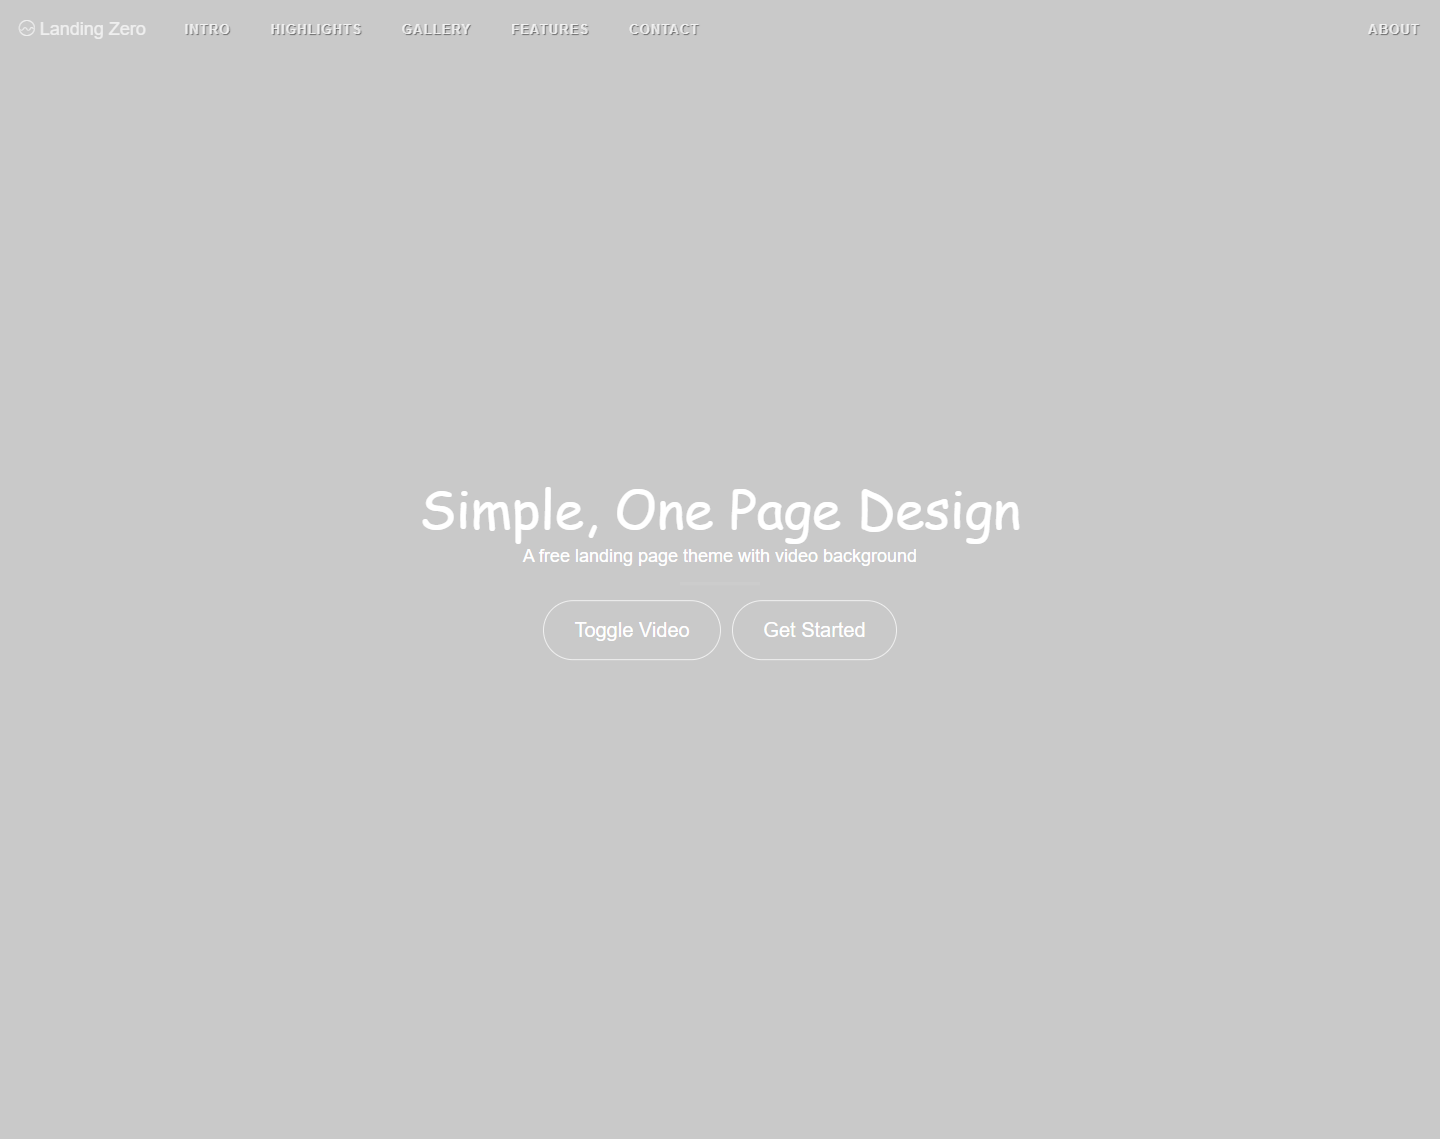 Landing Zero INTRO HIGHLIGHTS GALLERY FEATURES CONTACT ABOUT
Simple, One Page Design
A free landing page theme with video background
Toggle Video Get Started